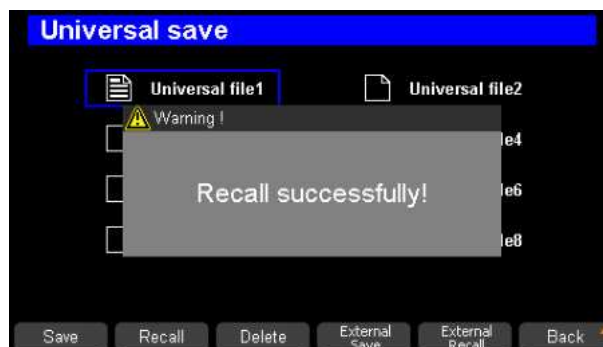 Universal save
Universal file1
Universal file2
Warning !
le4
Recall successfully!
le6
le8
Save
Recall
Delete
External Save
External Recall
Back